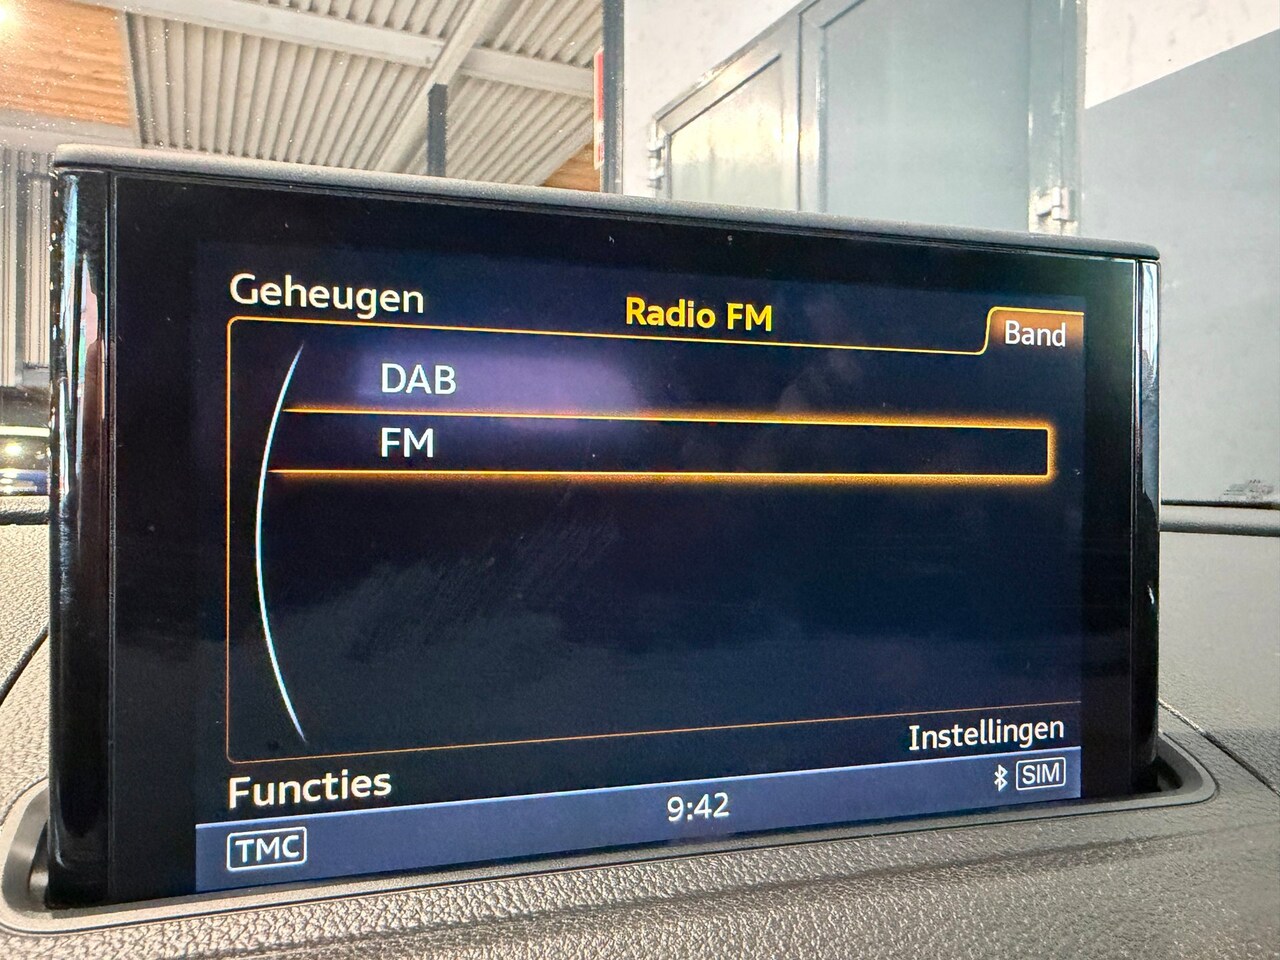 Geheugen
Radio FM
Band
DAB
FM
Instellingen
Functies
SIM
9:42
TMC